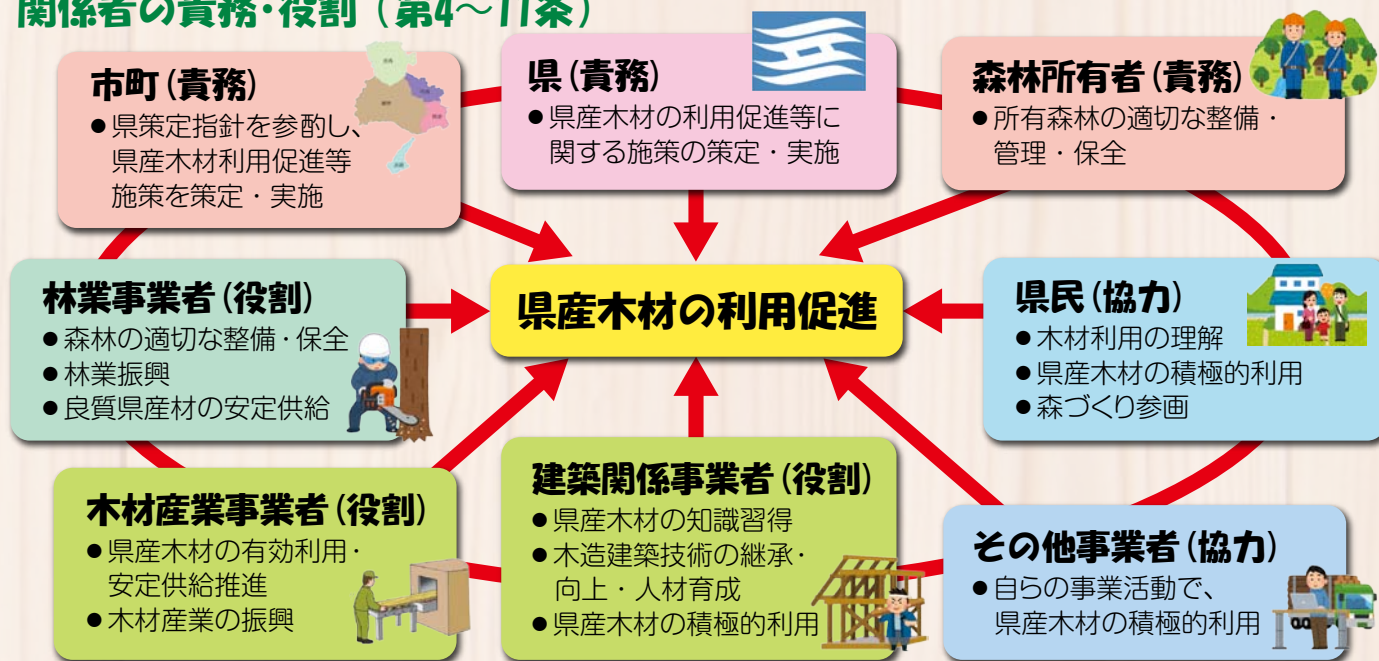 関係者の責務・役割（第4～11条）
市町(責務)
●県策定指針を参酌し、
県産木材利用促進等
施策を策定・実施
県(責務)
●県産木材の利用促進等に
関する施策の策定・実施
森林所有者(責務)
●所有森林の適切な整備・
管理・保全
林業事業者(役割)
●森林の適切な整備・保全
●林業振興
●良質県産材の安定供給
県産木材の利用促進
県民(協力)
●木材利用の理解
●県産木材の積極的利用
●森づくり参画
木材産業事業者(役割)
●県産木材の有効利用・
安定供給推進
●木材産業の振興
建築関係事業者(役割)
●県産木材の知識習得
●木造建築技術の継承・
向上・人材育成
●県産木材の積極的利用
その他事業者(協力)
●自らの事業活動で、
県産木材の積極的利用